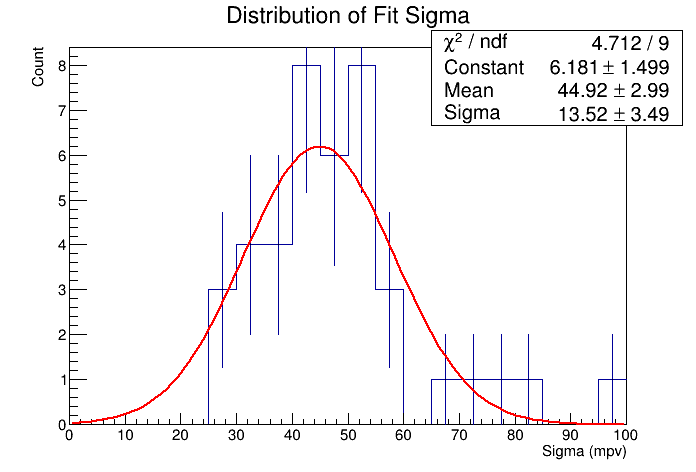 Distribution of Fit Sigma
χ² / ndf 4.712 / 9
Constant 6.181 ± 1.499
Mean 44.92 ± 2.99
Sigma 13.52 ± 3.49
Count
8
7
6
5
4
3
2
1
0
0 10 20 30 40 50 60 70 80 90 100
Sigma (mpv)